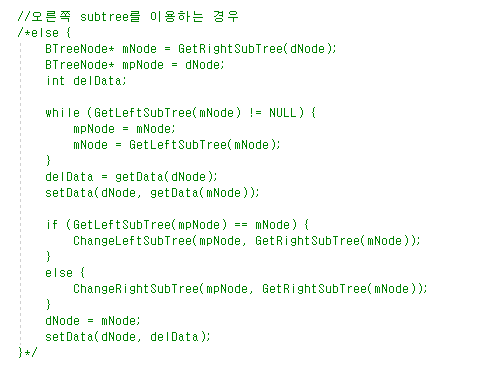 //오른쪽 subtree를 이용하는 경우
/*else {
BTreeNode* mNode = GetRightSubTree(dNode);
BTreeNode* mpNode = dNode;
int delData;
while (GetLeftSubTree(mNode) != NULL) {
mpNode = mNode;
mNode = GetLeftSubTree(mNode);
}
delData = getData(dNode);
setData(dNode, getData(mNode));
if (GetLeftSubTree(mpNode) == mNode) {
ChangeLeftSubTree(mpNode, GetRightSubTree(mNode));
}
else {
ChangeRightSubTree(mpNode, GetRightSubTree(mNode));
}
dNode = mNode;
setData(dNode, delData);
}*/